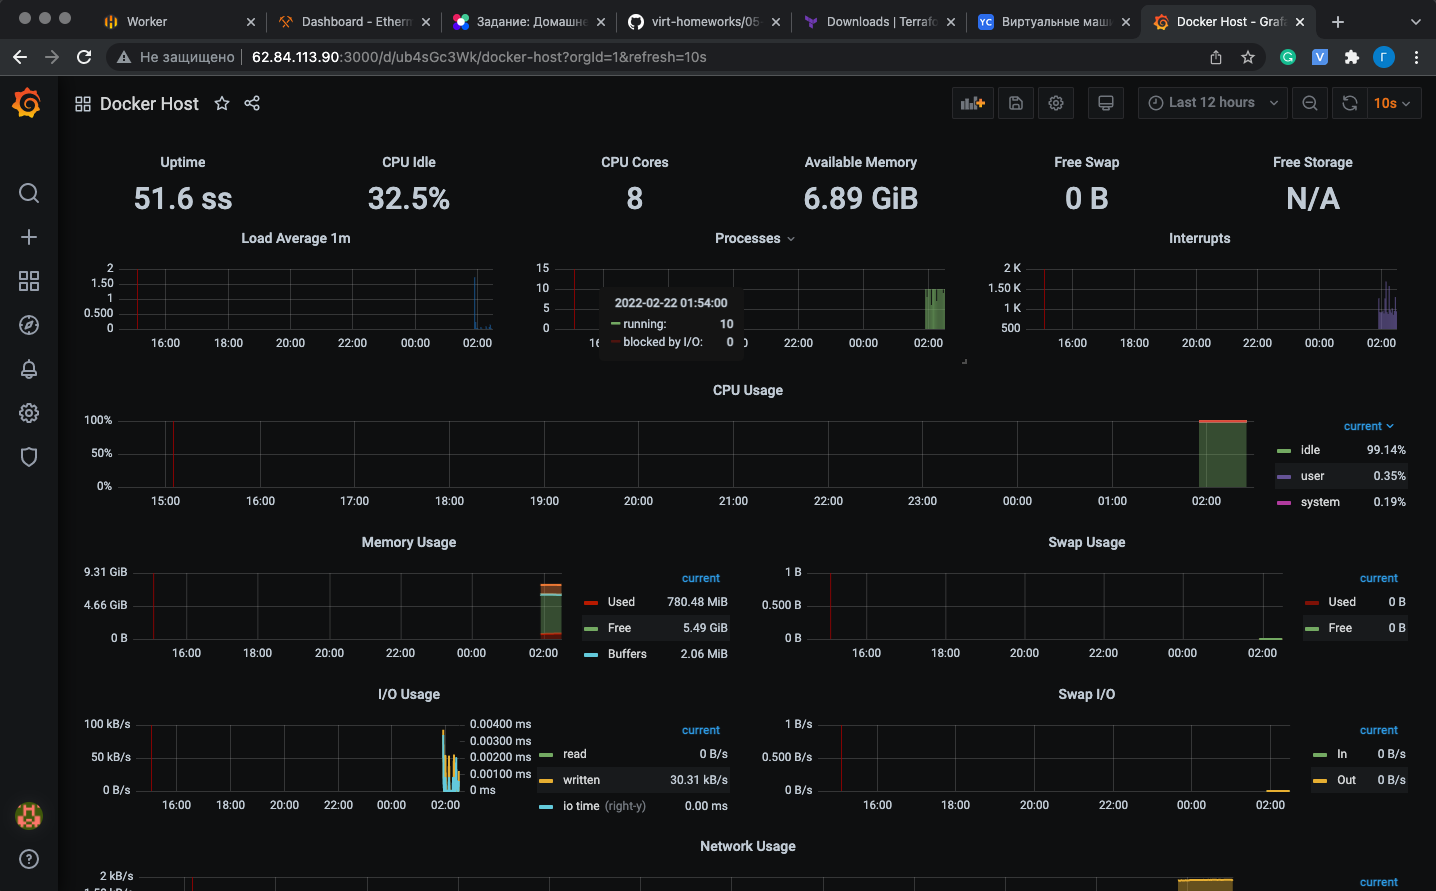 Worker
Dashboard - Ethern
Задание: Домашне
virt-homeworks/05-
Downloads | Terrafo
Виртуальные маши
Docker Host - Grafa
Не защищено
62.84.113.90:3000/d/ub4sGc3Wk/docker-host?orgId=1&refresh=10s
Docker Host
Last 12 hours
10s
Uptime
51.6 ss
CPU Idle
32.5%
CPU Cores
8
Available Memory
6.89 GiB
Free Swap
0 B
Free Storage
N/A
Load Average 1m
2
1.50
1
0.500
0
16:00 18:00 20:00 22:00 00:00 02:00
Processes
15
10
5
0
2022-02-22 01:54:00
running: 10
blocked by I/O: 0
22:00 00:00 02:00
Interrupts
2 K
1.50 K
1 K
500
16:00 18:00 20:00 22:00 00:00 02:00
CPU Usage
100%
50%
0%
15:00 16:00 17:00 18:00 19:00 20:00 21:00 22:00 23:00 00:00 01:00 02:00
current
idle 99.14%
user 0.35%
system 0.19%
Memory Usage
9.31 GiB
4.66 GiB
0 B
16:00 18:00 20:00 22:00 00:00 02:00
current
Used 780.48 MiB
Free 5.49 GiB
Buffers 2.06 MiB
Swap Usage
1 B
0.500 B
0 B
16:00 18:00 20:00 22:00 00:00 02:00
current
Used 0 B
Free 0 B
I/O Usage
100 kB/s
50 kB/s
0 B/s
0.00400 ms
0.00300 ms
0.00200 ms
0.00100 ms
0 ms
16:00 18:00 20:00 22:00 00:00 02:00
current
read 0 B/s
written 30.31 kB/s
io time (right-y) 0.00 ms
Swap I/O
1 B/s
0.500 B/s
0 B/s
16:00 18:00 20:00 22:00 00:00 02:00
current
In 0 B/s
Out 0 B/s
Network Usage
2 kB/s
current